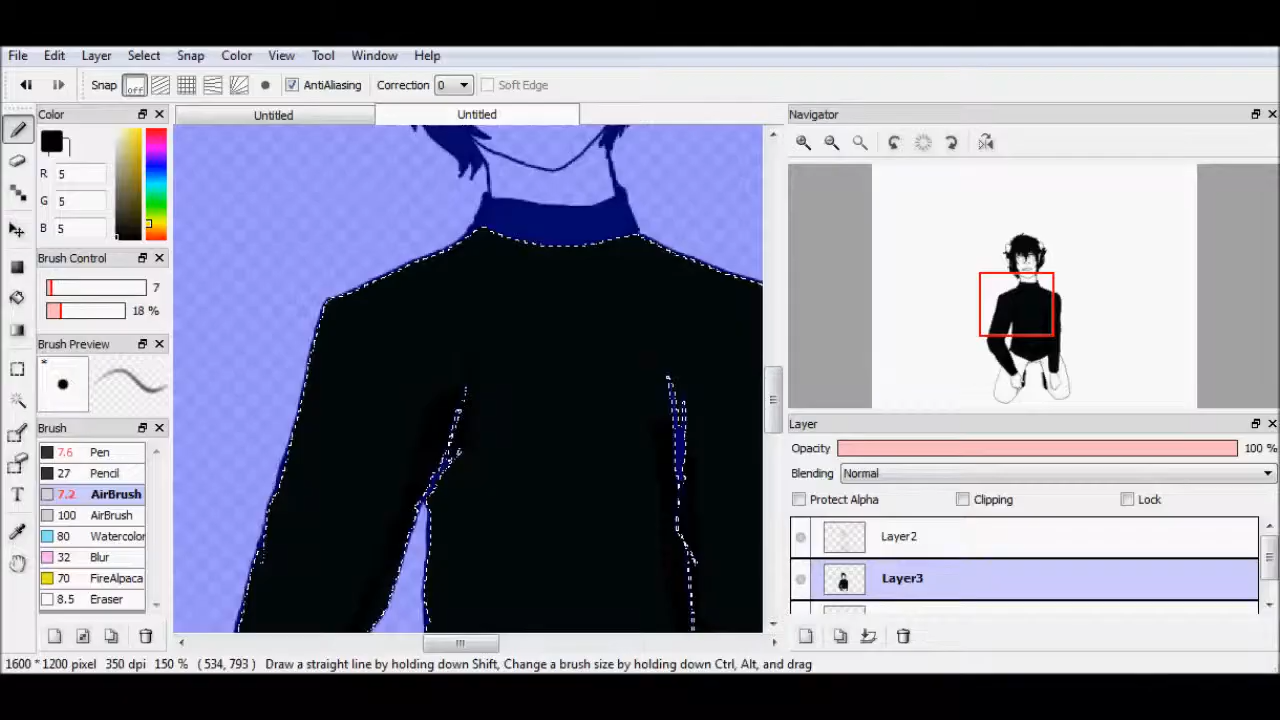 File Edit Layer Select Snap Color View Tool Window Help
Snap off AntiAliasing Correction 0 Soft Edge
Color
R 5
G 5
B 5
Brush Control
7
18 %
Brush Preview
*
Brush
7.6 Pen
27 Pencil
7.2 AirBrush
100 AirBrush
80 Watercolor
32 Blur
70 FireAlpaca
8.5 Eraser
Untitled Untitled
Navigator
Layer
Opacity 100 %
Blending Normal
Protect Alpha Clipping Lock
Layer2
Layer3
1600 * 1200 pixel 350 dpi 150 % ( 534, 793 ) Draw a straight line by holding down Shift, Change a brush size by holding down Ctrl, Alt, and drag